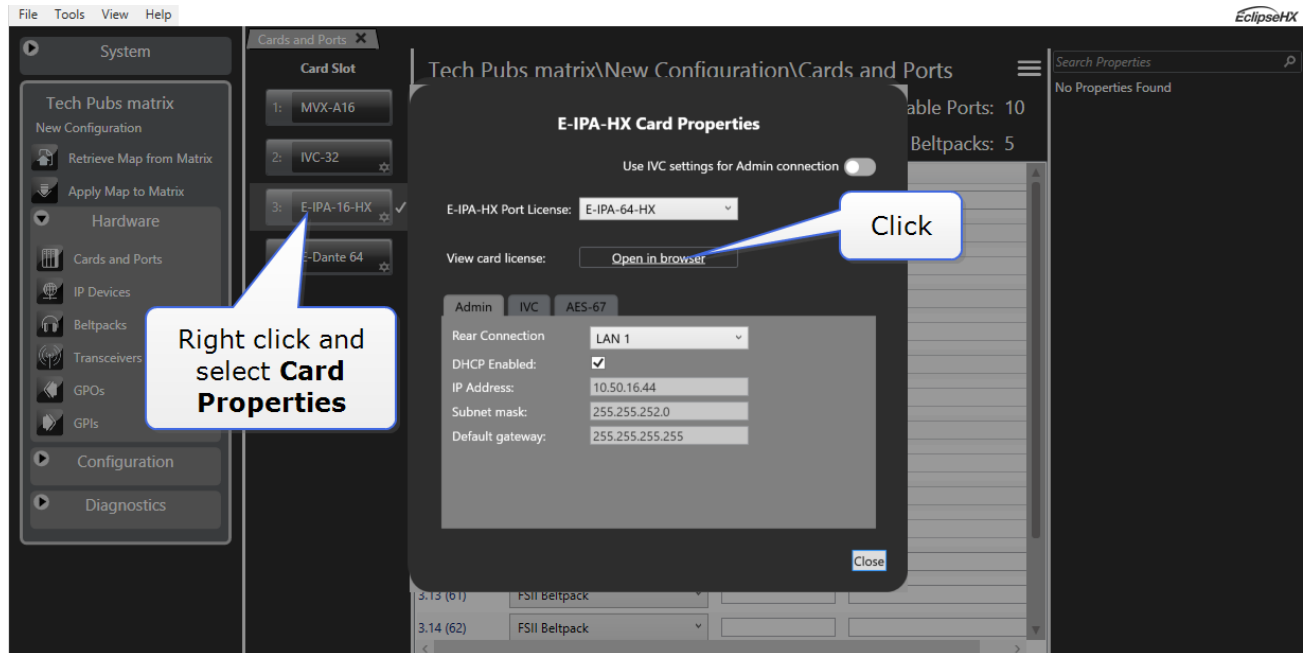 File Tools View Help
EclipseHX
System
Tech Pubs matrix
New Configuration
Retrieve Map from Matrix
Apply Map to Matrix
Hardware
Cards and Ports
IP Devices
Beltpacks
Transceivers
GPOs
GPIs
Configuration
Diagnostics
Cards and Ports
Card Slot
1: MVX-A16
2: IVC-32
3: E-IPA-16-HX
E-Dante 64
Right click and
select Card
Properties
Tech Pubs matrix\New Configuration\Cards and Ports
able Ports: 10
Beltpacks: 5
E-IPA-HX Card Properties
Use IVC settings for Admin connection
E-IPA-HX Port License: E-IPA-64-HX
View card license: Open in browser
Click
Admin IVC AES-67
Rear Connection LAN 1
DHCP Enabled:
IP Address: 10.50.16.44
Subnet mask: 255.255.252.0
Default gateway: 255.255.255.255
Close
3.13 (61) FSII Beltpack
3.14 (62) FSII Beltpack
Search Properties
No Properties Found